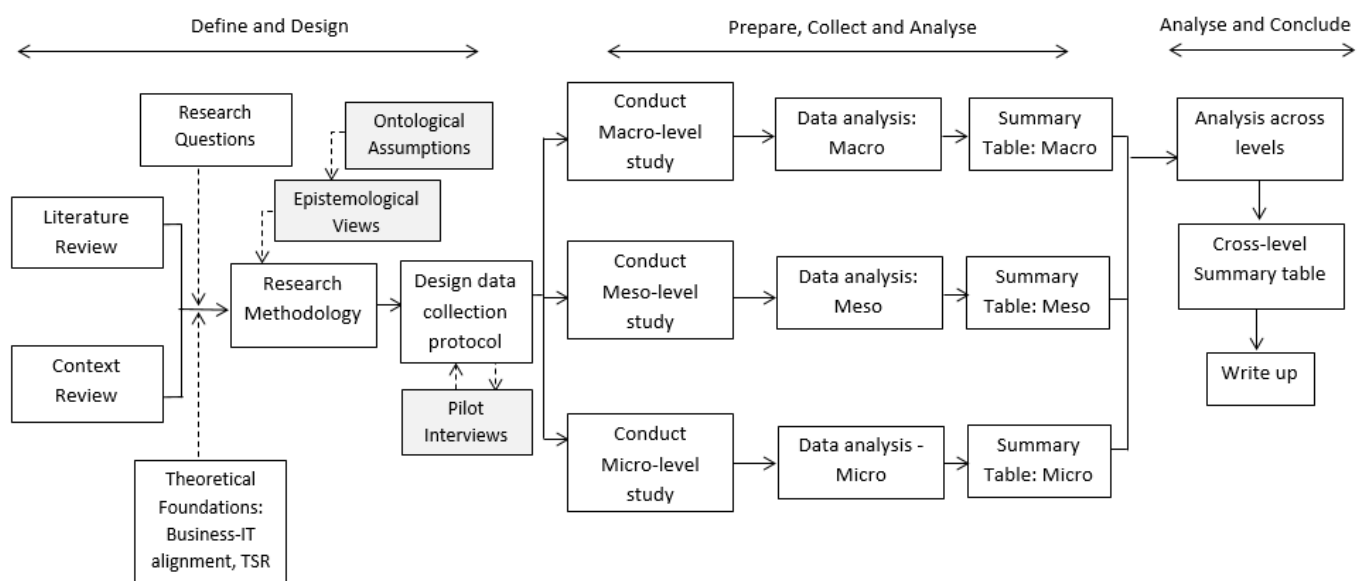 Define and Design
Prepare, Collect and Analyse
Analyse and Conclude
Research
Questions
Ontological
Assumptions
Epistemological
Views
Literature
Review
Context
Review
Research
Methodology
Design data
collection
protocol
Pilot
Interviews
Theoretical
Foundations:
Business-IT
alignment, TSR
Conduct
Macro-level
study
Data analysis:
Macro
Summary
Table: Macro
Conduct
Meso-level
study
Data analysis:
Meso
Summary
Table: Meso
Conduct
Micro-level
study
Data analysis -
Micro
Summary
Table: Micro
Analysis across
levels
Cross-level
Summary table
Write up